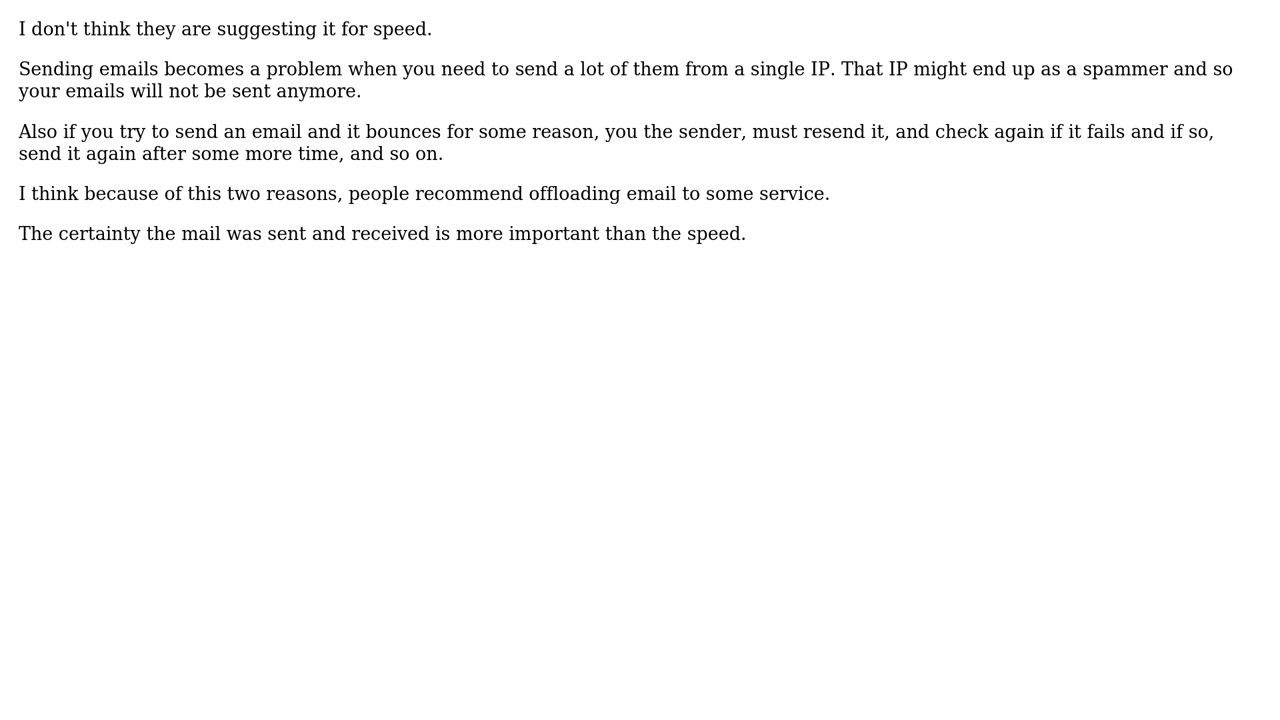 I don't think they are suggesting it for speed.
Sending emails becomes a problem when you need to send a lot of them from a single IP. That IP might end up as a spammer and so
your emails will not be sent anymore.
Also if you try to send an email and it bounces for some reason, you the sender, must resend it, and check again if it fails and if so,
send it again after some more time, and so on.
I think because of this two reasons, people recommend offloading email to some service.
The certainty the mail was sent and received is more important than the speed.